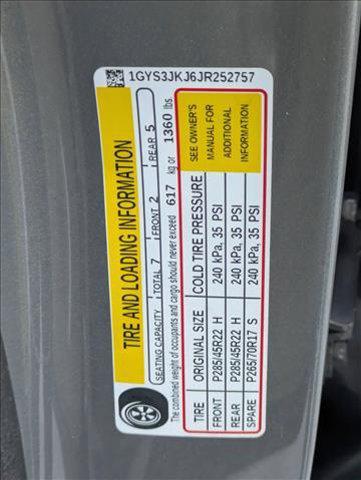 1GYS3JKJ6JR252757
TIRE AND LOADING INFORMATION
SEATING CAPACITY TOTAL 7 FRONT 2 REAR 5
The combined weight of occupants and cargo should never exceed 617 kg or 1360 lbs.
TIRE ORIGINAL SIZE COLD TIRE PRESSURE
FRONT P285/45R22 H 240 kPa, 35 PSI
REAR P285/45R22 H 240 kPa, 35 PSI
SPARE P265/70R17 S 240 kPa, 35 PSI
SEE OWNER'S
MANUAL FOR
ADDITIONAL
INFORMATION